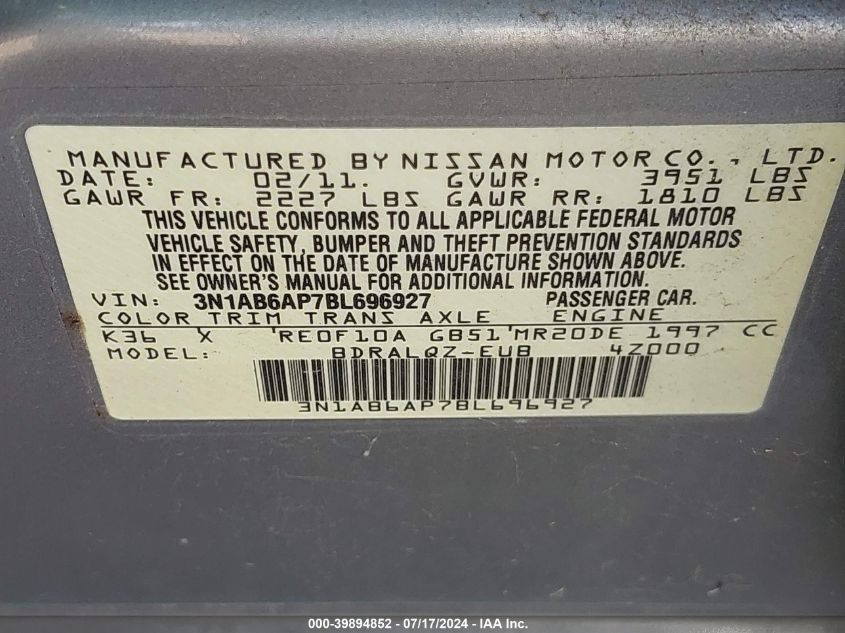 MANUFACTURED BY NISSAN MOTOR CO., LTD.
DATE: 02/11. GVWR: 3951 LBS
GAWR FR: 2227 LBS GAWR RR: 1810 LBS
THIS VEHICLE CONFORMS TO ALL APPLICABLE FEDERAL MOTOR
VEHICLE SAFETY, BUMPER AND THEFT PREVENTION STANDARDS
IN EFFECT ON THE DATE OF MANUFACTURE SHOWN ABOVE.
SEE OWNER'S MANUAL FOR ADDITIONAL INFORMATION.
VIN: 3N1AB6AP7BL696927 PASSENGER CAR.
COLOR TRIM TRANS AXLE ENGINE
K36 X 'RE0F10A GB51'MR20DE 1997 CC
MODEL: BDRALQZ-EUB 4Z000
3N1AB6AP7BL696927
000-39894852 - 07/17/2024 - IAA Inc.